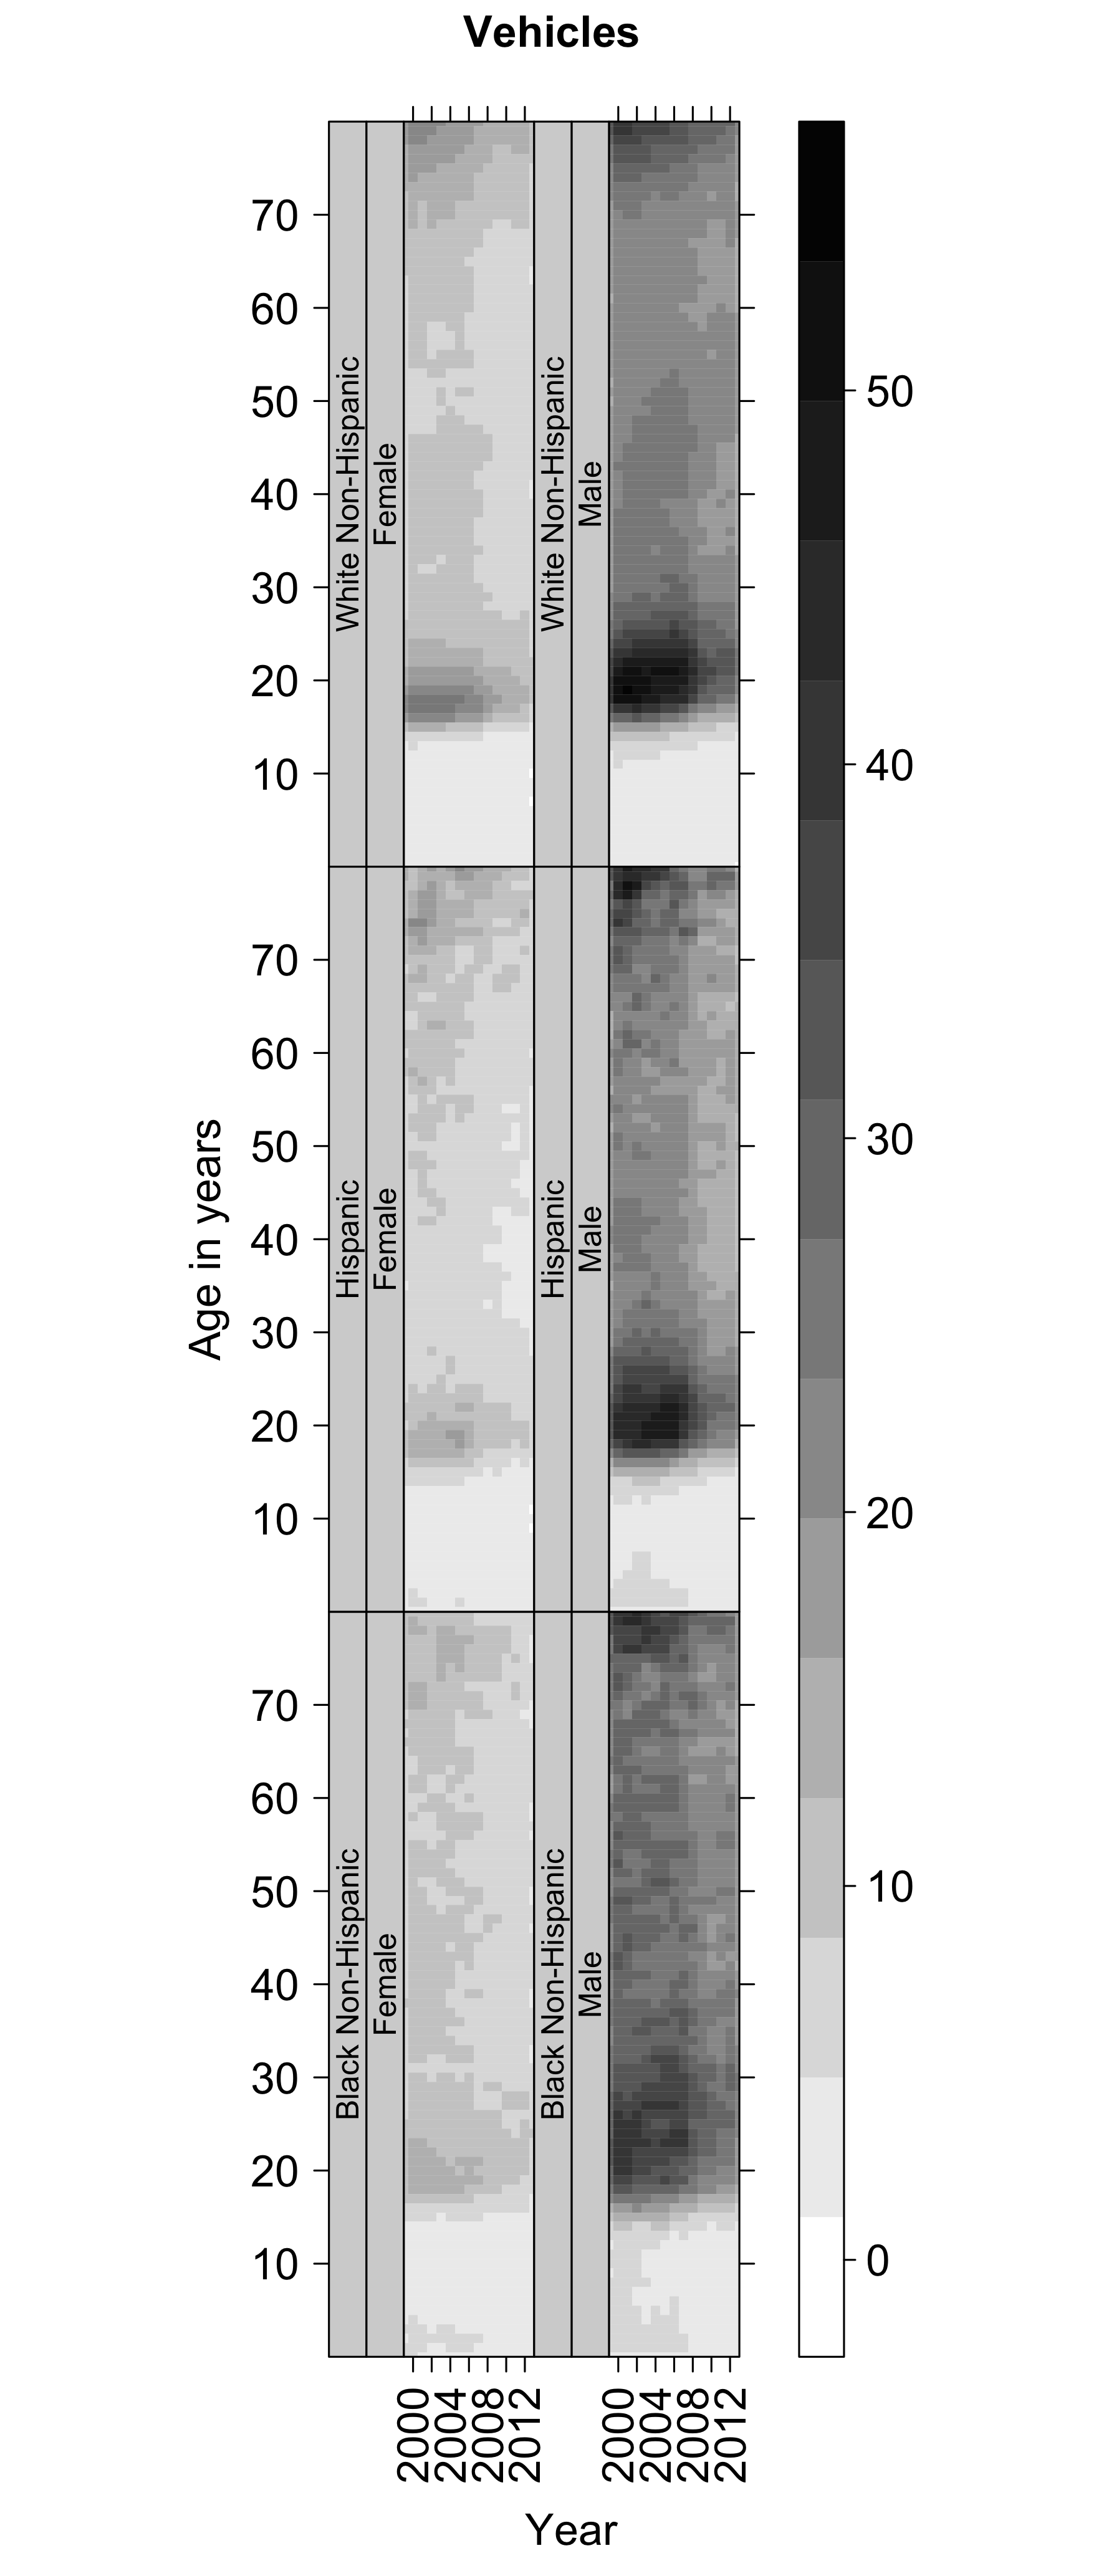 Vehicles
70
60
50
40
30
20
10
White Non-Hispanic
Female
White Non-Hispanic
Male
70
60
50
40
30
20
10
Hispanic
Female
Hispanic
Male
70
60
50
40
30
20
10
Black Non-Hispanic
Female
Black Non-Hispanic
Male
Age in years
50
40
30
20
10
0
2000
2004
2008
2012
2000
2004
2008
2012
Year